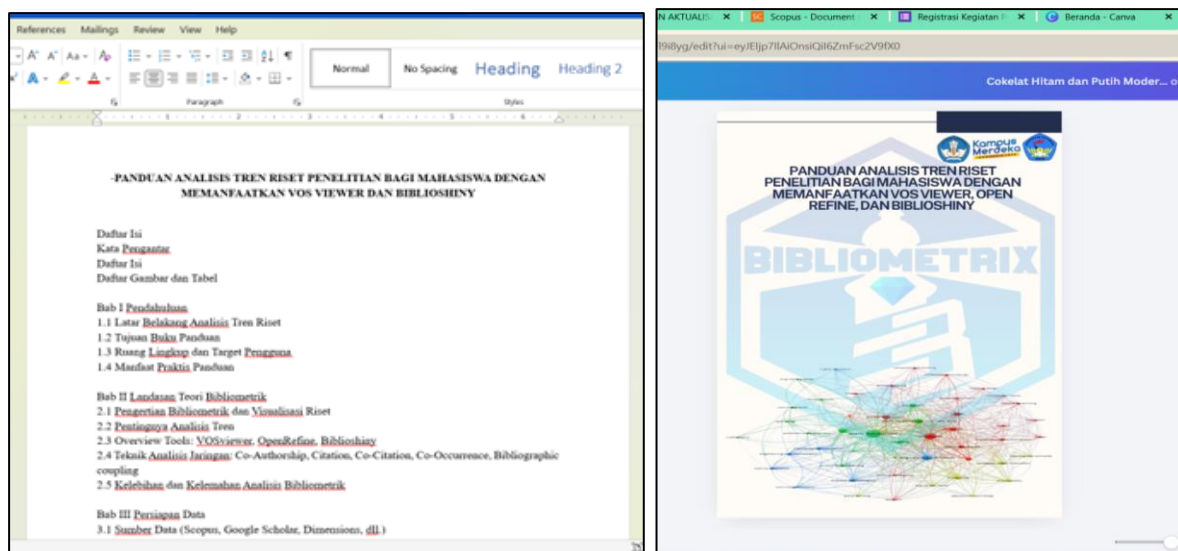 References Mailings Review View Help
Normal
No Spacing
Heading
Heading 2
Paragraph
Styles
-PANDUAN ANALISIS TREN RISET PENELITIAN BAGI MAHASISWA DENGAN
MEMANFAATKAN VOS VIEWER DAN BIBLIOSHINY
Daftar Isi
Kata Pengantar
Daftar Isi
Daftar Gambar dan Tabel
Bab I Pendahuluan
1.1 Latar Belakang Analisis Tren Riset
1.2 Tujuan Buku Panduan
1.3 Ruang Lingkup dan Target Pengguna
1.4 Manfaat Praktis Panduan
Bab II Landasan Teori Bibliometrik
2.1 Pengertian Bibliometrik dan Visualisasi Riset
2.2 Pentingnya Analisis Tren
2.3 Overview Tools: VOSviewer, OpenRefine, Biblioshiny
2.4 Teknik Analisis Jaringan: Co-Authorship, Citation, Co-Citation, Co-Occurrence, Bibliographic
coupling
2.5 Kelebihan dan Kelemahan Analisis Bibliometrik
Bab III Persiapan Data
3.1 Sumber Data (Scopus, Google Scholar, Dimensions, dll.)
N AKTUALIS
Scopus - Document
Registrasi Kegiatan
Beranda - Canva
Cokelat Hitam dan Putih Moder...
Kampus
Merdeka
PANDUAN ANALISIS TREN RISET
PENELITIAN BAGI MAHASISWA DENGAN
MEMANFAATKAN VOS VIEWER, OPEN
REFINE, DAN BIBLIOSHINY
BIBLIOMETRIX